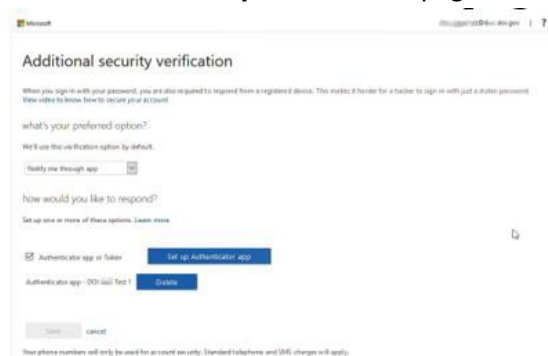 Microsoft
?
Additional security verification
When you sign in with your password, you are also required to respond from a registered device. This makes it harder for a hacker to sign in with just a stolen password.
View video to know how to secure your account
what's your preferred option?
We'll use this verification option by default.
Notify me through app
how would you like to respond?
Set up one or more of these options. Learn more
Authenticator app or Token
Set up Authenticator app
Authenticator app - DOI Test 1
Delete
Save
cancel
Your phone numbers will only be used for account security. Standard telephone and SMS charges will apply.